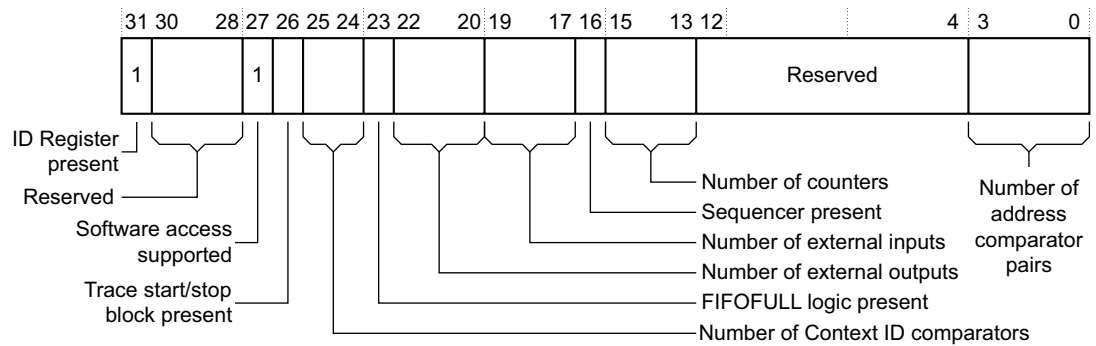 31 30 28 27 26 25 24 23 22 20 19 17 16 15 13 12 4 3 0
1 1 Reserved
ID Register
present
Reserved
Software access
supported
Trace start/stop
block present
Number of counters
Sequencer present
Number of external inputs
Number of external outputs
FIFOFULL logic present
Number of Context ID comparators
Number of
address
comparator
pairs